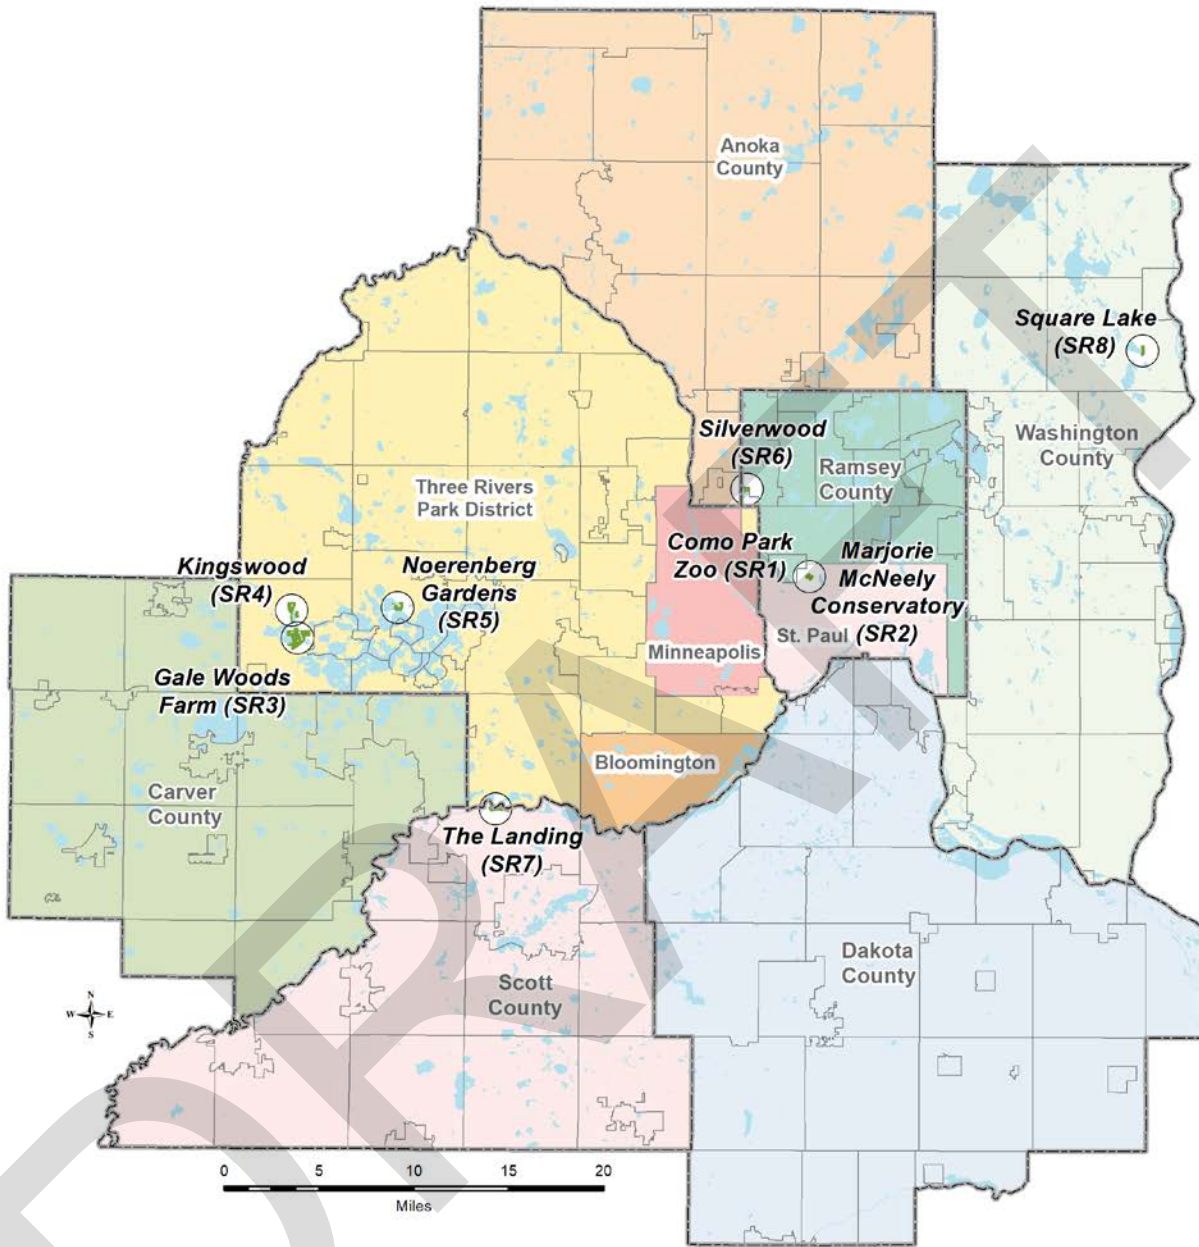 Anoka
County
Square Lake
(SR8)
Silverwood
(SR6)
Ramsey
County
Washington
County
Three Rivers
Park District
Como Park
Zoo (SR1)
Marjorie
McNeely
Conservatory
(SR2)
St. Paul
Kingswood
(SR4)
Noerenberg
Gardens
(SR5)
Minneapolis
Gale Woods
Farm (SR3)
Bloomington
Carver
County
The Landing
(SR7)
Dakota
County
Scott
County
N
W E
S
0 5 10 15 20
Miles
DRAFT